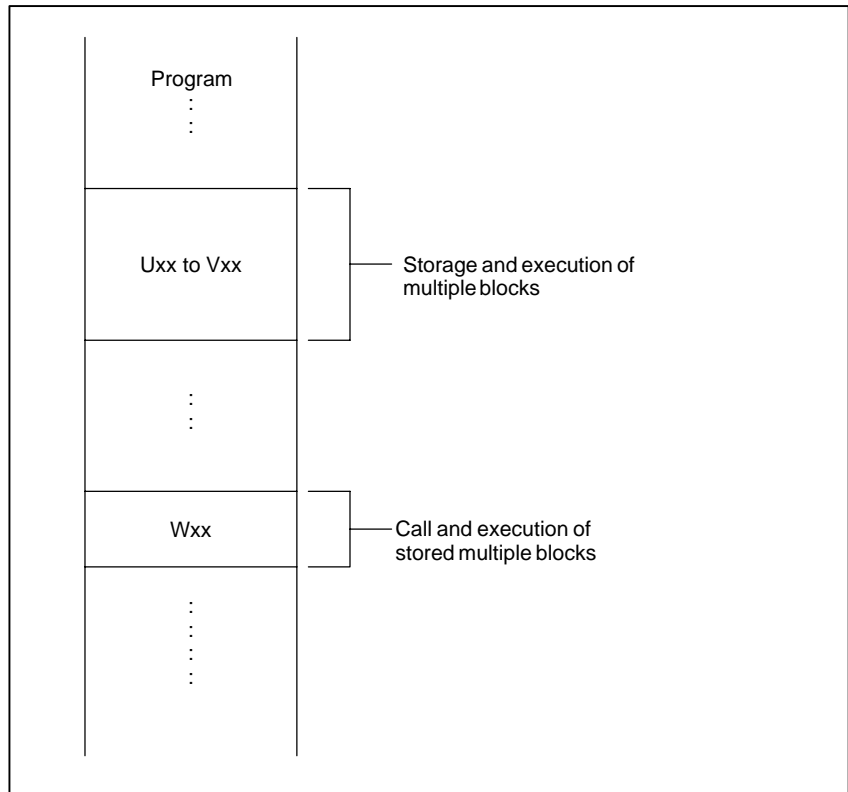 Program
:
:
Uxx to Vxx
Storage and execution of
multiple blocks
:
:
Wxx
Call and execution of
stored multiple blocks
:
:
:
: